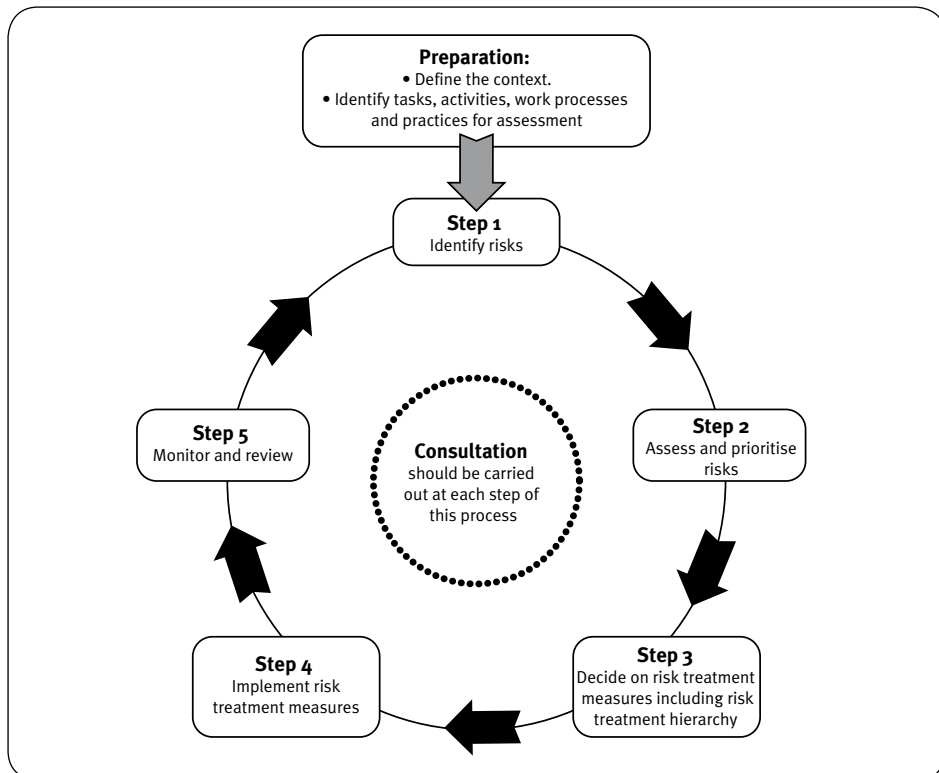 Preparation:
• Define the context.
• Identify tasks, activities, work processes
and practices for assessment
Step 1
Identify risks
Step 2
Assess and prioritise
risks
Step 3
Decide on risk treatment
measures including risk
treatment hierarchy
Step 4
Implement risk
treatment measures
Step 5
Monitor and review
Consultation
should be carried
out at each step of
this process